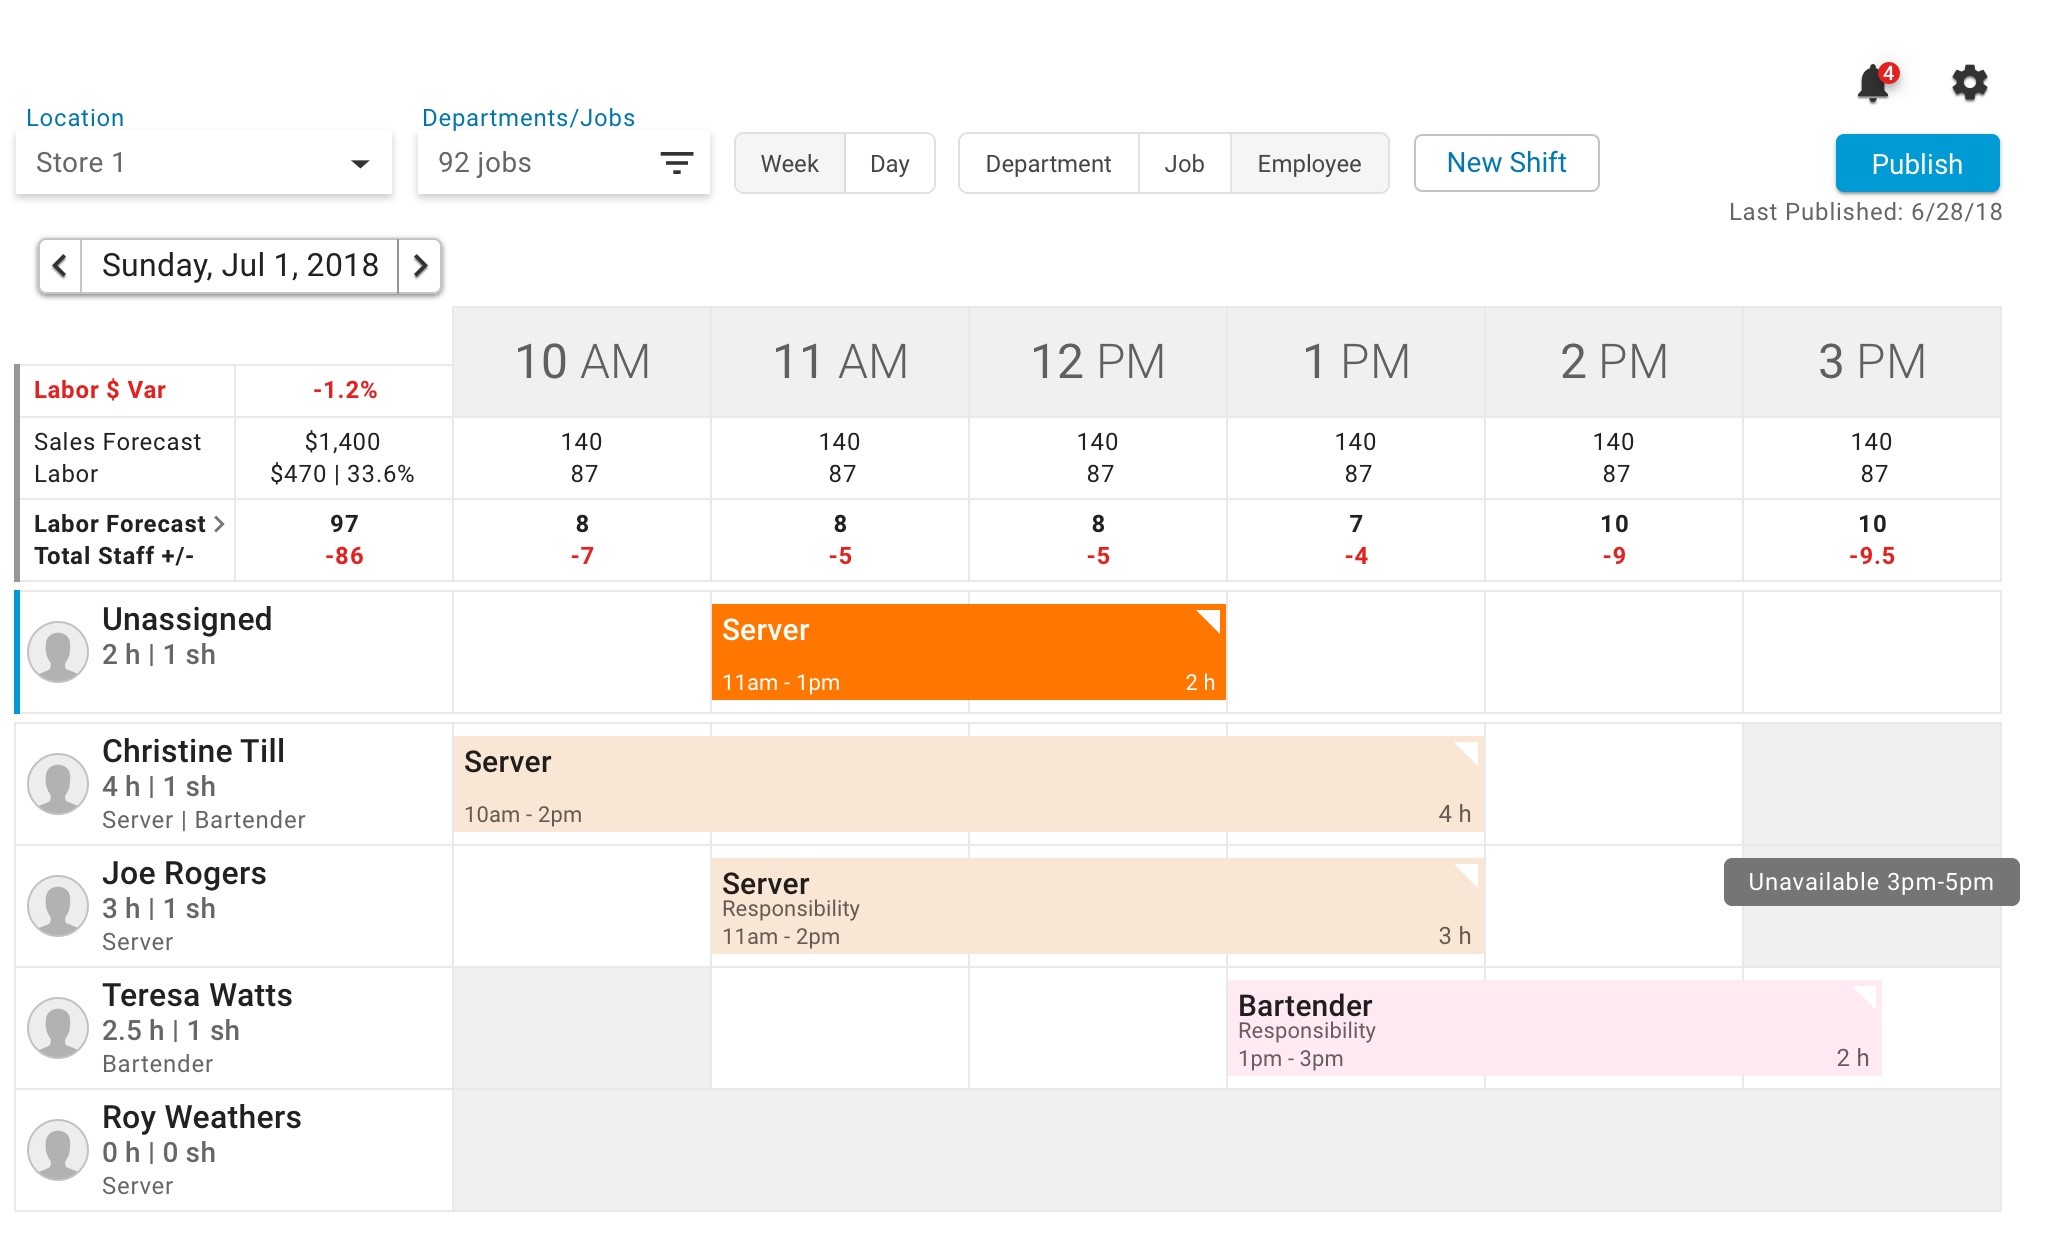 4
Location
Departments/Jobs
Store 1
92 jobs
Week
Day
Department
Job
Employee
New Shift
Publish
Last Published: 6/28/18
Sunday, Jul 1, 2018
10 AM
11 AM
12 PM
1 PM
2 PM
3 PM
Labor $ Var
-1.2%
Sales Forecast
$1,400
140
140
140
140
140
140
Labor
$470 | 33.6%
87
87
87
87
87
87
Labor Forecast
97
8
8
8
7
10
10
Total Staff +/-
-86
-7
-5
-5
-4
-9
-9.5
Unassigned
2 h | 1 sh
Server
11am - 1pm
2 h
Christine Till
4 h | 1 sh
Server | Bartender
Server
10am - 2pm
4 h
Joe Rogers
3 h | 1 sh
Server
Server
Responsibility
11am - 2pm
3 h
Unavailable 3pm-5pm
Teresa Watts
2.5 h | 1 sh
Bartender
Bartender
Responsibility
1pm - 3pm
2 h
Roy Weathers
0 h | 0 sh
Server